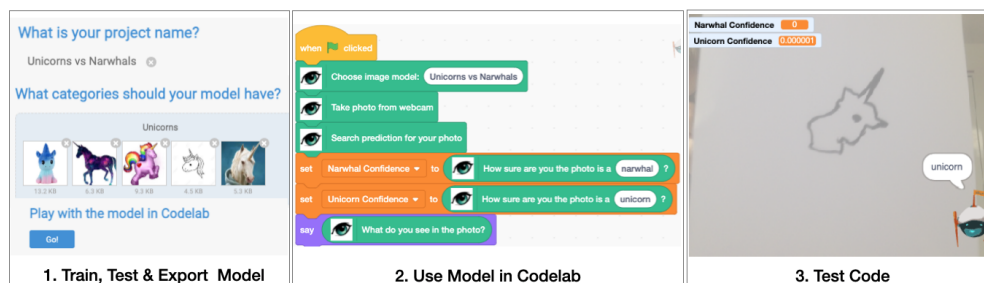 What is your project name?
Unicorns vs Narwhals
What categories should your model have?
Unicorns
13.2 KB 6.3 KB 9.3 KB 4.5 KB 5.3 KB
Play with the model in Codelab
Go!
1. Train, Test & Export Model
when clicked
Choose image model: Unicorns vs Narwhals
Take photo from webcam
Search prediction for your photo
set Narwhal Confidence to How sure are you the photo is a narwhal ?
set Unicorn Confidence to How sure are you the photo is a unicorn ?
say What do you see in the photo?
2. Use Model in Codelab
Narwhal Confidence 0
Unicorn Confidence 0.000001
unicorn
3. Test Code